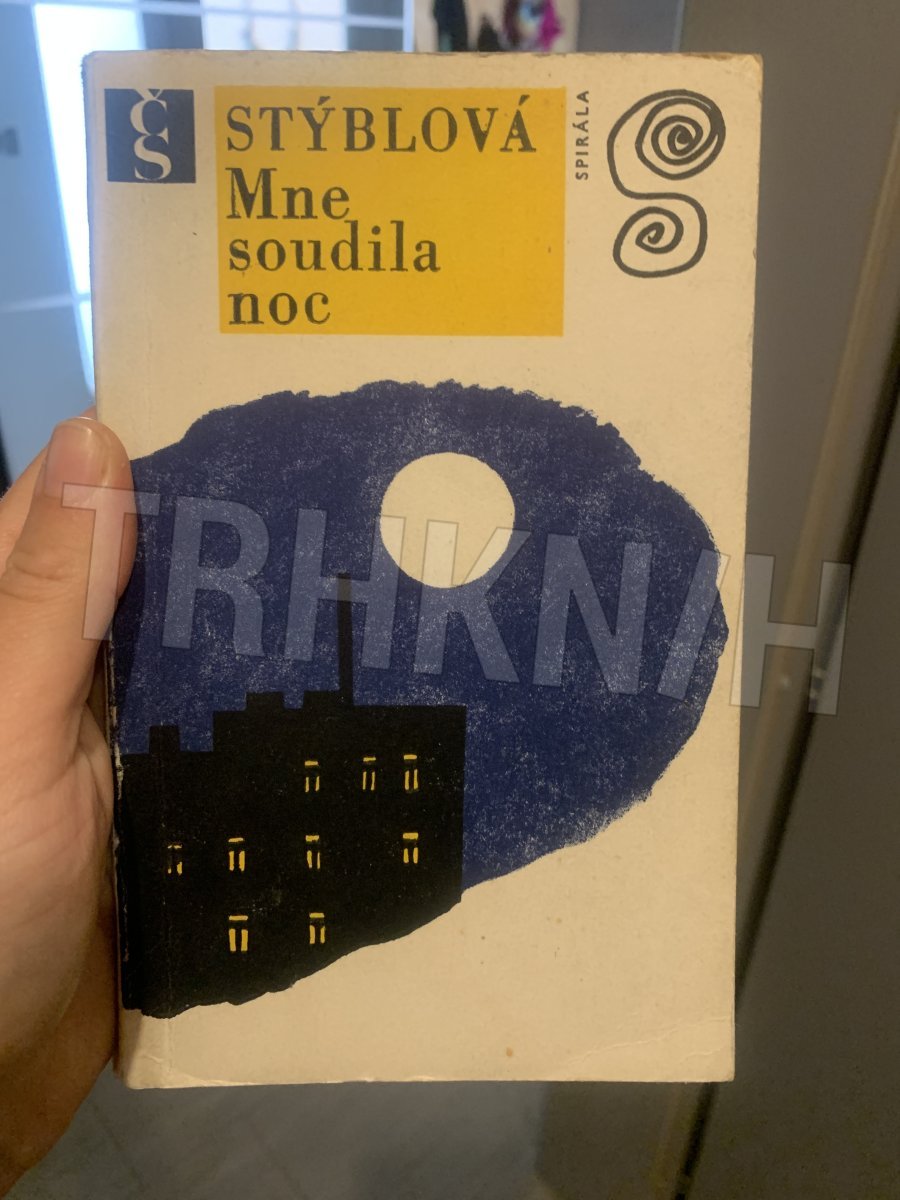 ČS
STÝBLOVÁ
Mne
soudila
noc
SPIRÁLA
TRHKNIH